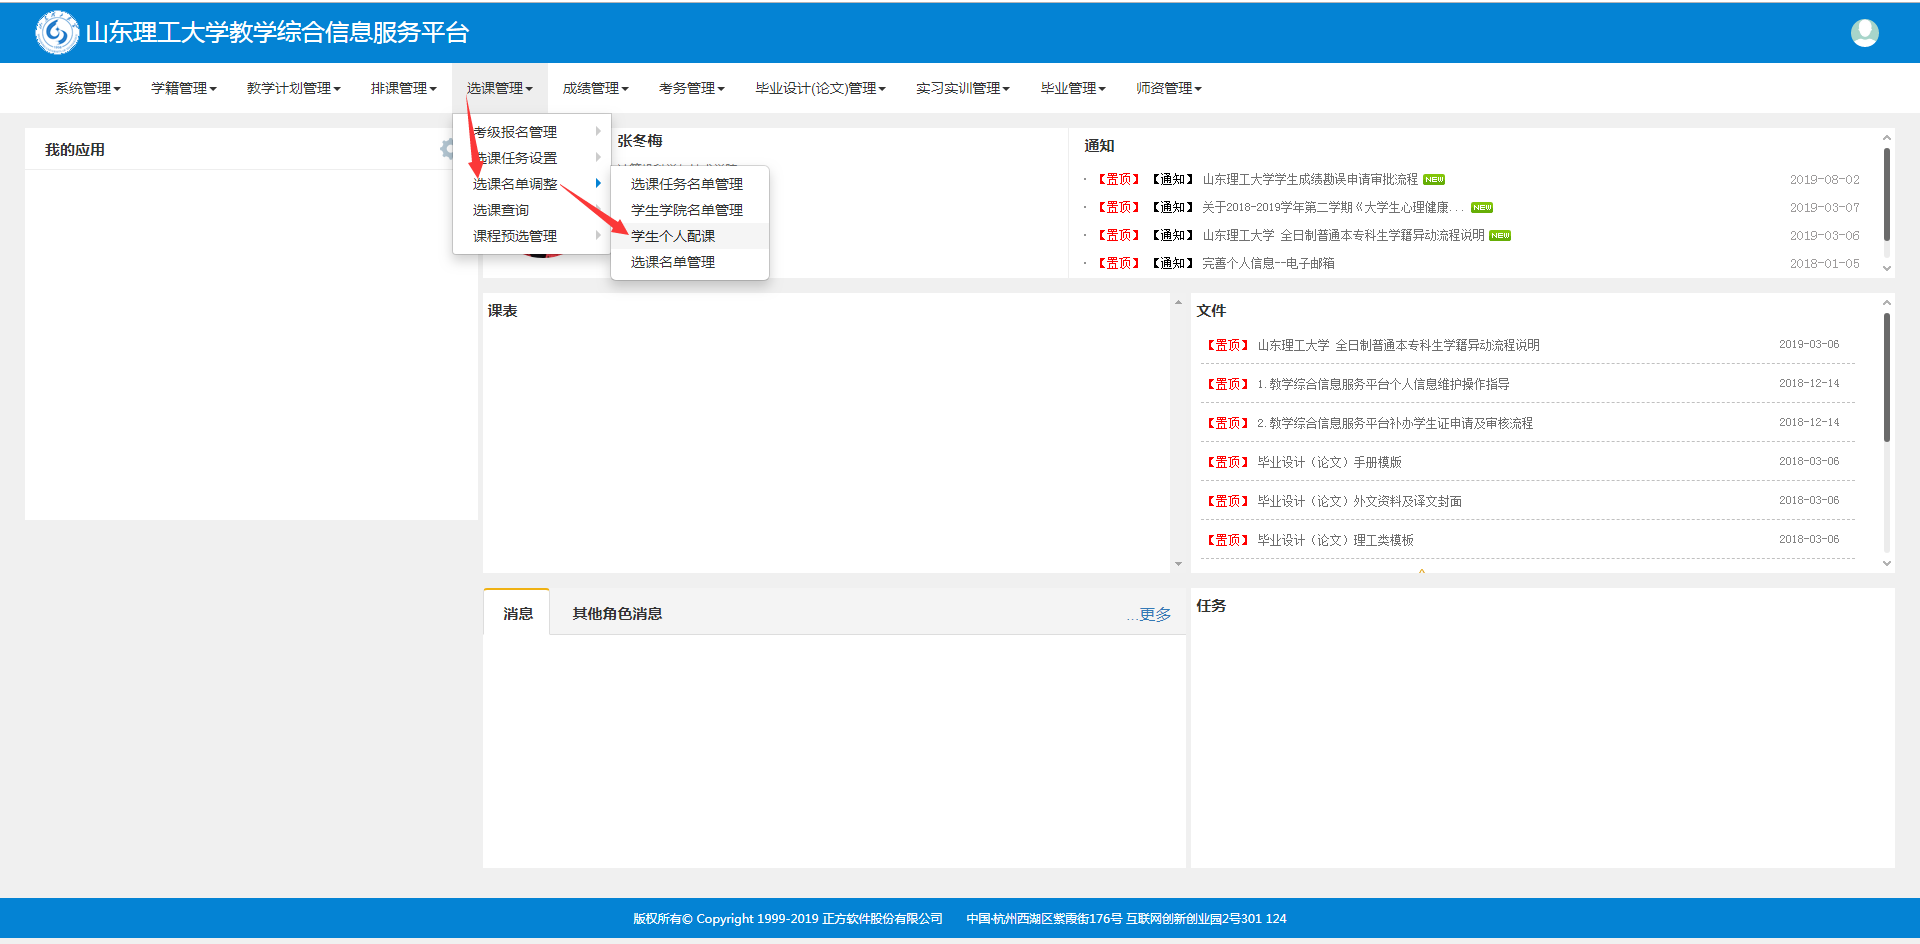 山东理工大学教学综合信息服务平台
系统管理 学籍管理 教学计划管理 排课管理 选课管理 成绩管理 考务管理 毕业设计(论文)管理 实习实训管理 毕业管理 师资管理
我的应用
考级报名管理
选课任务设置
选课名单调整
选课查询
课程预选管理
张冬梅
选课任务名单管理
学生学院名单管理
学生个人配课
选课名单管理
通知
· 【置顶】 【通知】 山东理工大学学生成绩勘误申请审批流程 NEW 2019-08-02
· 【置顶】 【通知】 关于2018-2019学年第二学期《大学生心理健康... NEW 2019-03-07
· 【置顶】 【通知】 山东理工大学 全日制普通本专科生学籍异动流程说明 NEW 2019-03-06
· 【置顶】 【通知】 完善个人信息--电子邮箱 2018-01-05
课表
文件
【置顶】 山东理工大学 全日制普通本专科生学籍异动流程说明 2019-03-06
【置顶】 1.教学综合信息服务平台个人信息维护操作指导 2018-12-14
【置顶】 2.教学综合信息服务平台补办学生证申请及审核流程 2018-12-14
【置顶】 毕业设计（论文）手册模版 2018-03-06
【置顶】 毕业设计（论文）外文资料及译文封面 2018-03-06
【置顶】 毕业设计（论文）理工类模板 2018-03-06
消息 其他角色消息 ...更多
任务
版权所有© Copyright 1999-2019 正方软件股份有限公司 中国·杭州西湖区紫霞街176号 互联网创新创业园2号301 124